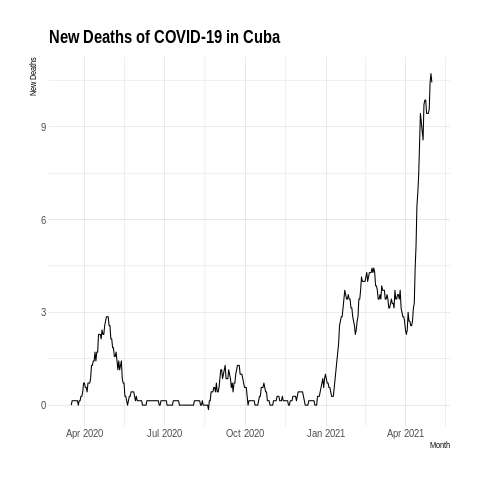 New Deaths of COVID-19 in Cuba
New Deaths
9
6
3
0
Apr 2020 Jul 2020 Oct 2020 Jan 2021 Apr 2021
Month